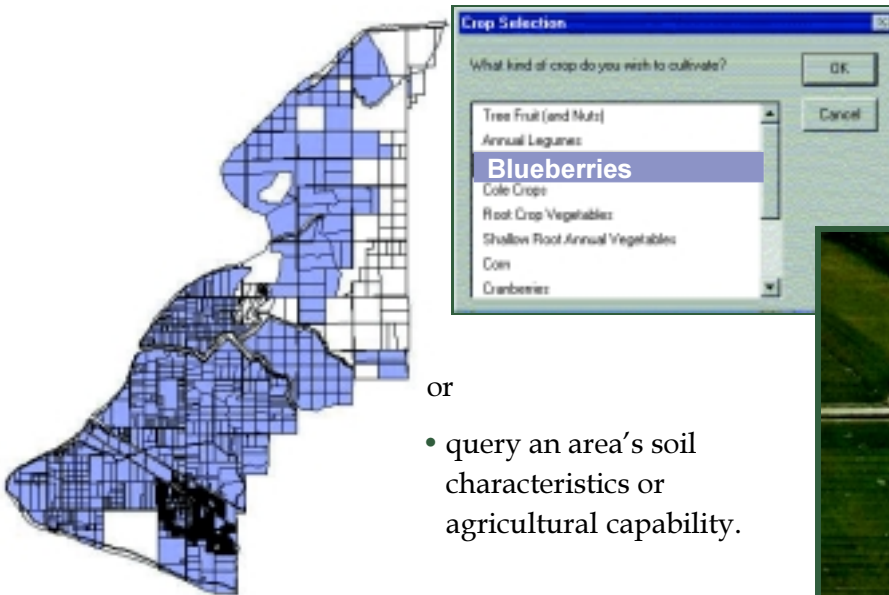 Crop Selection
What kind of crop do you wish to cultivate?
OK
Cancel
Tree Fruit (and Nuts)
Annual Legumes
Blueberries
Cole Crops
Root Crop Vegetables
Shallow Root Annual Vegetables
Corn
Cranberries
or
• query an area’s soil
characteristics or
agricultural capability.